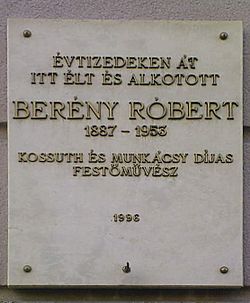 ÉVTIZEDEKEN ÁT
ITT ÉLT ÉS ALKOTOTT
BERÉNY RÓBERT
1887 - 1953
KOSSUTH ÉS MUNKÁCSY DÍJAS
FESTŐMŰVÉSZ
1996